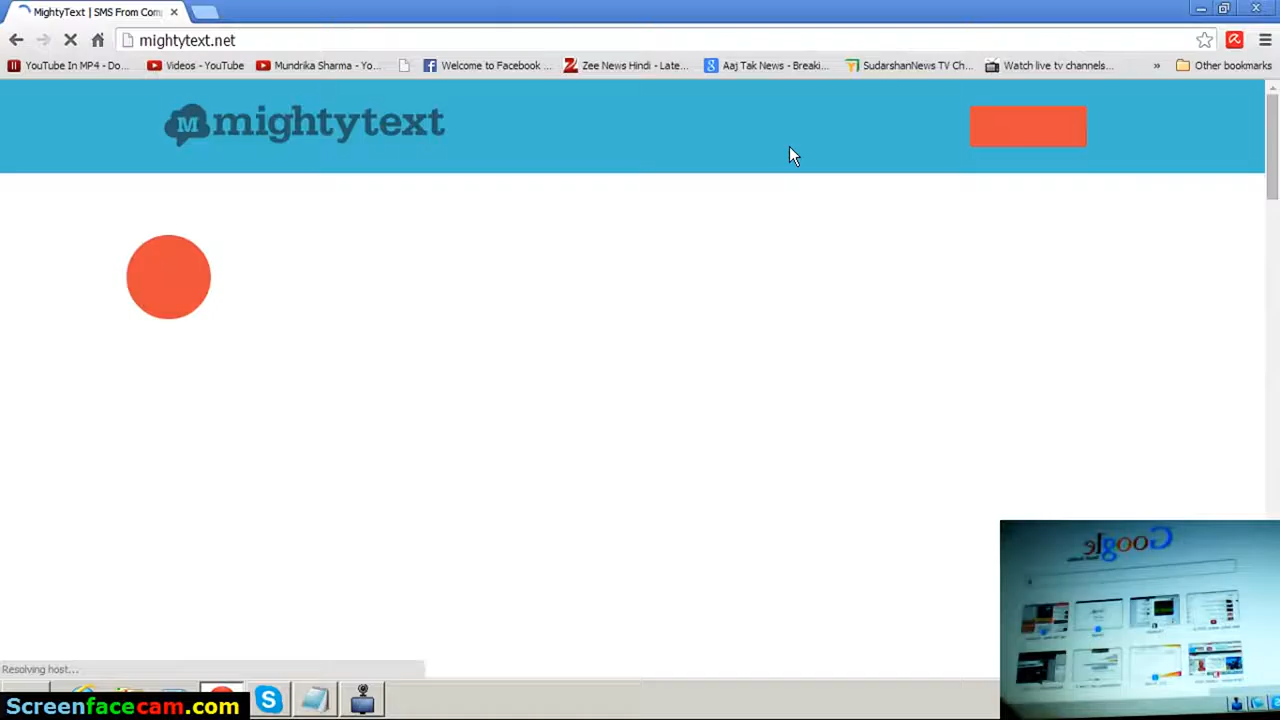 MightyText | SMS From Com
mightytext.net
YouTube In MP4 - Do...
Videos - YouTube
Mundrika Sharma - Yo...
Welcome to Facebook ...
Zee News Hindi - Late...
Aaj Tak News - Breaki...
SudarshanNews TV Ch...
Watch live tv channels...
»
Other bookmarks
M mightytext
Google
Resolving host...
Screenfacecam.com